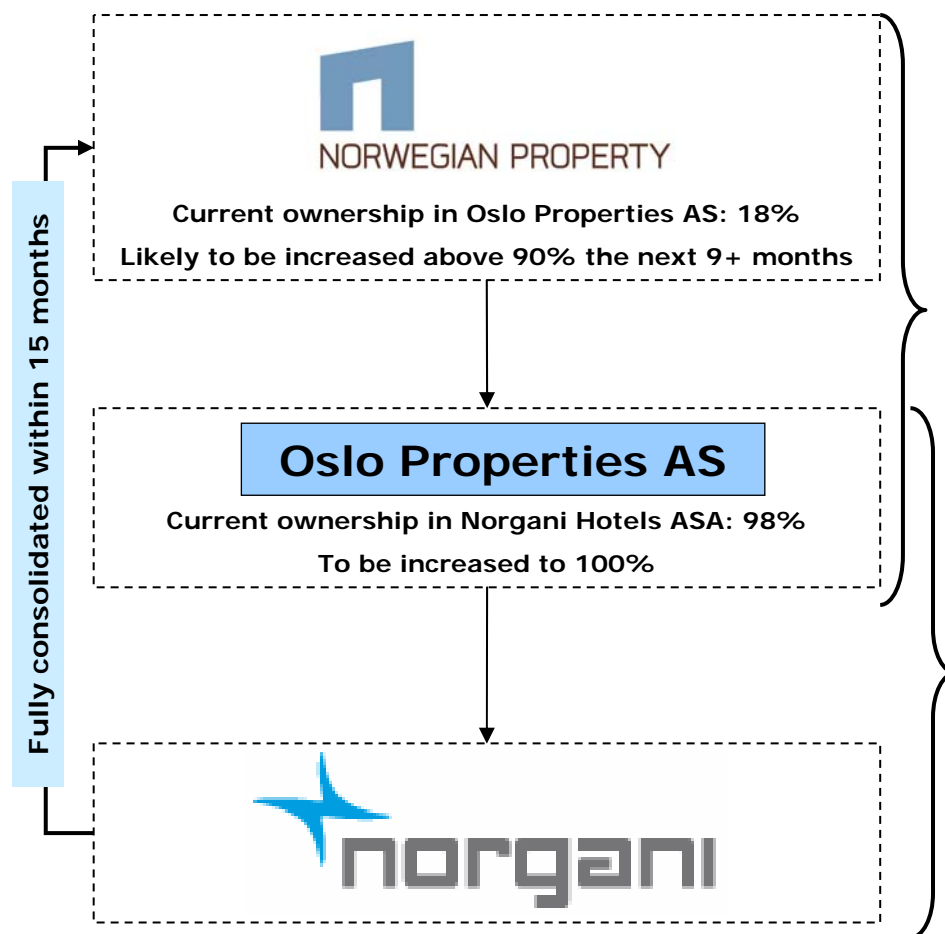 NORWEGIAN PROPERTY
Current ownership in Oslo Properties AS: 18%
Likely to be increased above 90% the next 9+ months
Fully consolidated within 15 months
Oslo Properties AS
Current ownership in Norgani Hotels ASA: 98%
To be increased to 100%
norgani